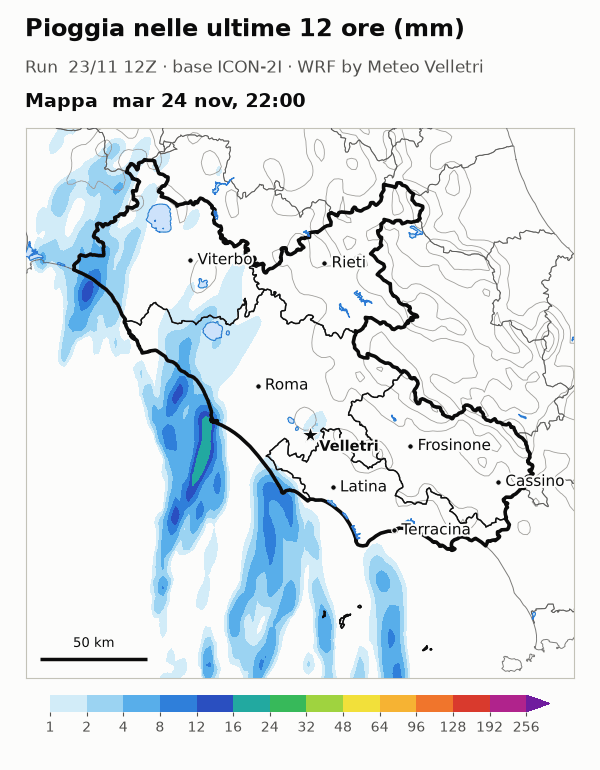 Pioggia nelle ultime 12 ore (mm)
Run  23/11 12Z · base ICON-2I · WRF by Meteo Velletri
Mappa  mar 24 nov, 22:00
Viterbo
Rieti
Roma
Velletri
Frosinone
Latina
Cassino
Terracina
50 km
1 2 4 8 12 16 24 32 48 64 96 128 192 256